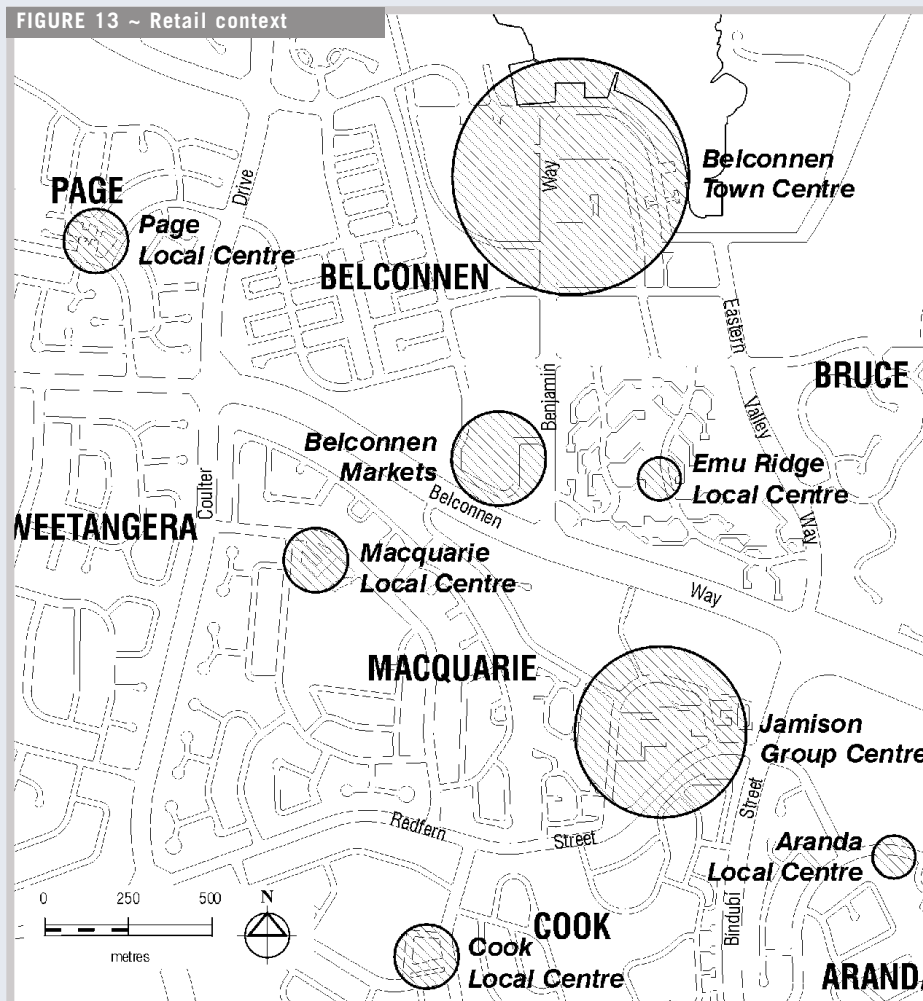 FIGURE 13 ~ Retail context
Belconnen
Town Centre
Way
PAGE
Page
Local Centre
Drive
BELCONNEN
Eastern
BRUCE
Benjamin
Valley
Belconnen
Markets
Emu Ridge
Local Centre
Way
Coulter
Belconnen
WEETANGERA
Macquarie
Local Centre
Way
MACQUARIE
Jamison
Group Centre
Street
Redfern
Street
Aranda
Local Centre
Bindubi
0 250 500
metres
N
COOK
Cook
Local Centre
ARAND